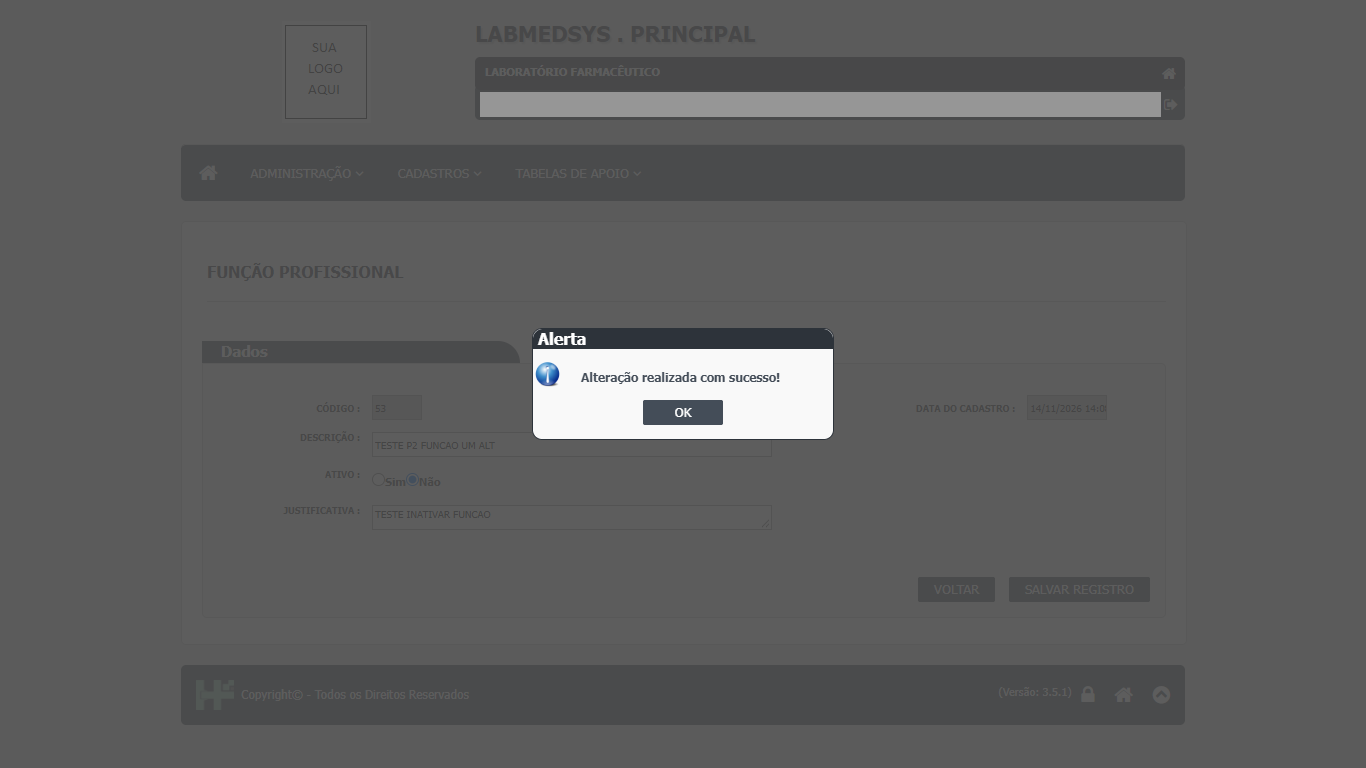 SUA
LOGO
AQUI
LABMEDSYS . PRINCIPAL
LABORATÓRIO FARMACÊUTICO
ADMINISTRAÇÃO
CADASTROS
TABELAS DE APOIO
FUNÇÃO PROFISSIONAL
Alerta
Alteração realizada com sucesso!
OK
Dados
CÓDIGO : 53
DATA DO CADASTRO : 14/11/2025 14:0
DESCRIÇÃO : TESTE P2 FUNCAO UM ALT
ATIVO : Sim Não
JUSTIFICATIVA : TESTE INATIVAR FUNCAO
VOLTAR
SALVAR REGISTRO
Copyright© - Todos os Direitos Reservados
(Versão: 3.5.1)